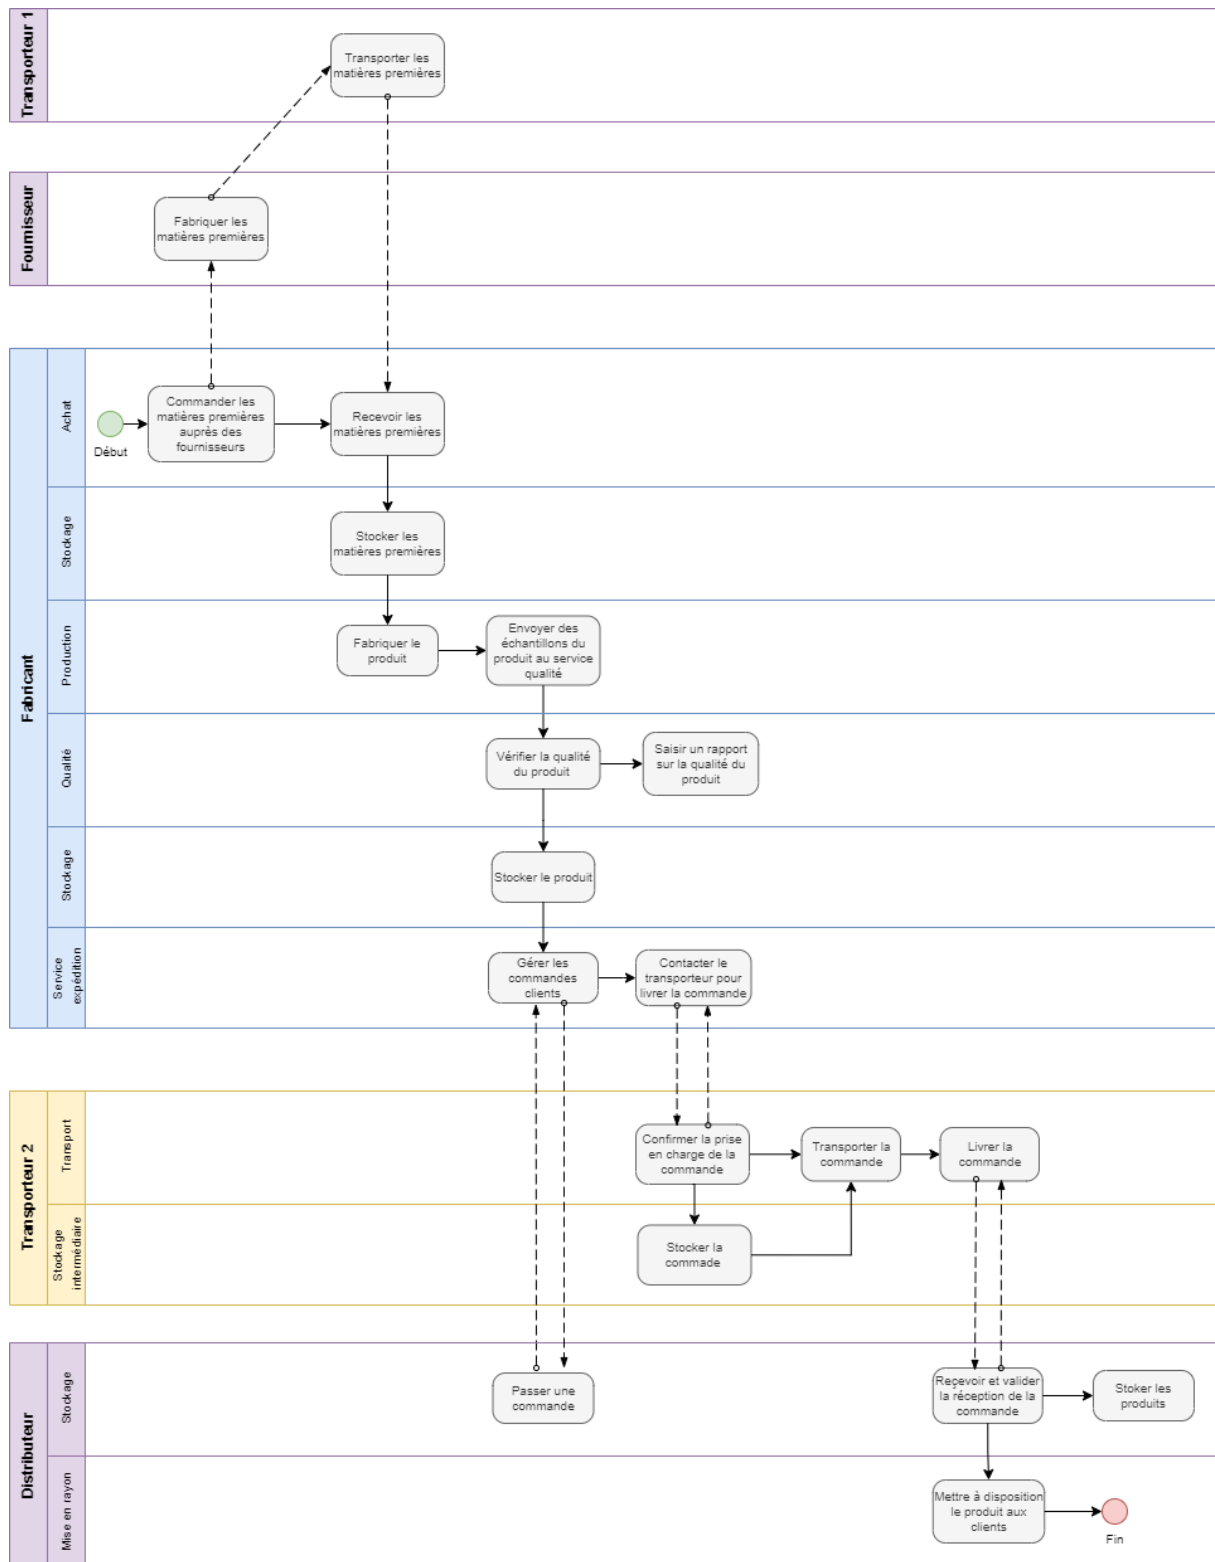 Transporteur 1
Transporter les
matières premières
Fournisseur
Fabriquer les
matières premières
Fabricant
Achat
Début
Commander les
matières premières
auprès des
fournisseurs
Recevoir les
matières premières
Stockage
Stocker les
matières premières
Production
Fabriquer le
produit
Envoyer des
échantillons du
produit au service
qualité
Qualité
Vérifier la qualité
du produit
Saisir un rapport
sur la qualité du
produit
Stockage
Stocker le produit
Service
expédition
Gérer les
commandes
clients
Contacter le
transporteur pour
livrer la commande
Transporteur 2
Transport
Confirmer la prise
en charge de la
commande
Transporter la
commande
Livrer la
commande
Stockage
intermédiaire
Stocker la
commade
Distributeur
Stockage
Passer une
commande
Reçevoir et valider
la réception de la
commande
Stoker les
produits
Mise en rayon
Mettre à disposition
le produit aux
clients
Fin